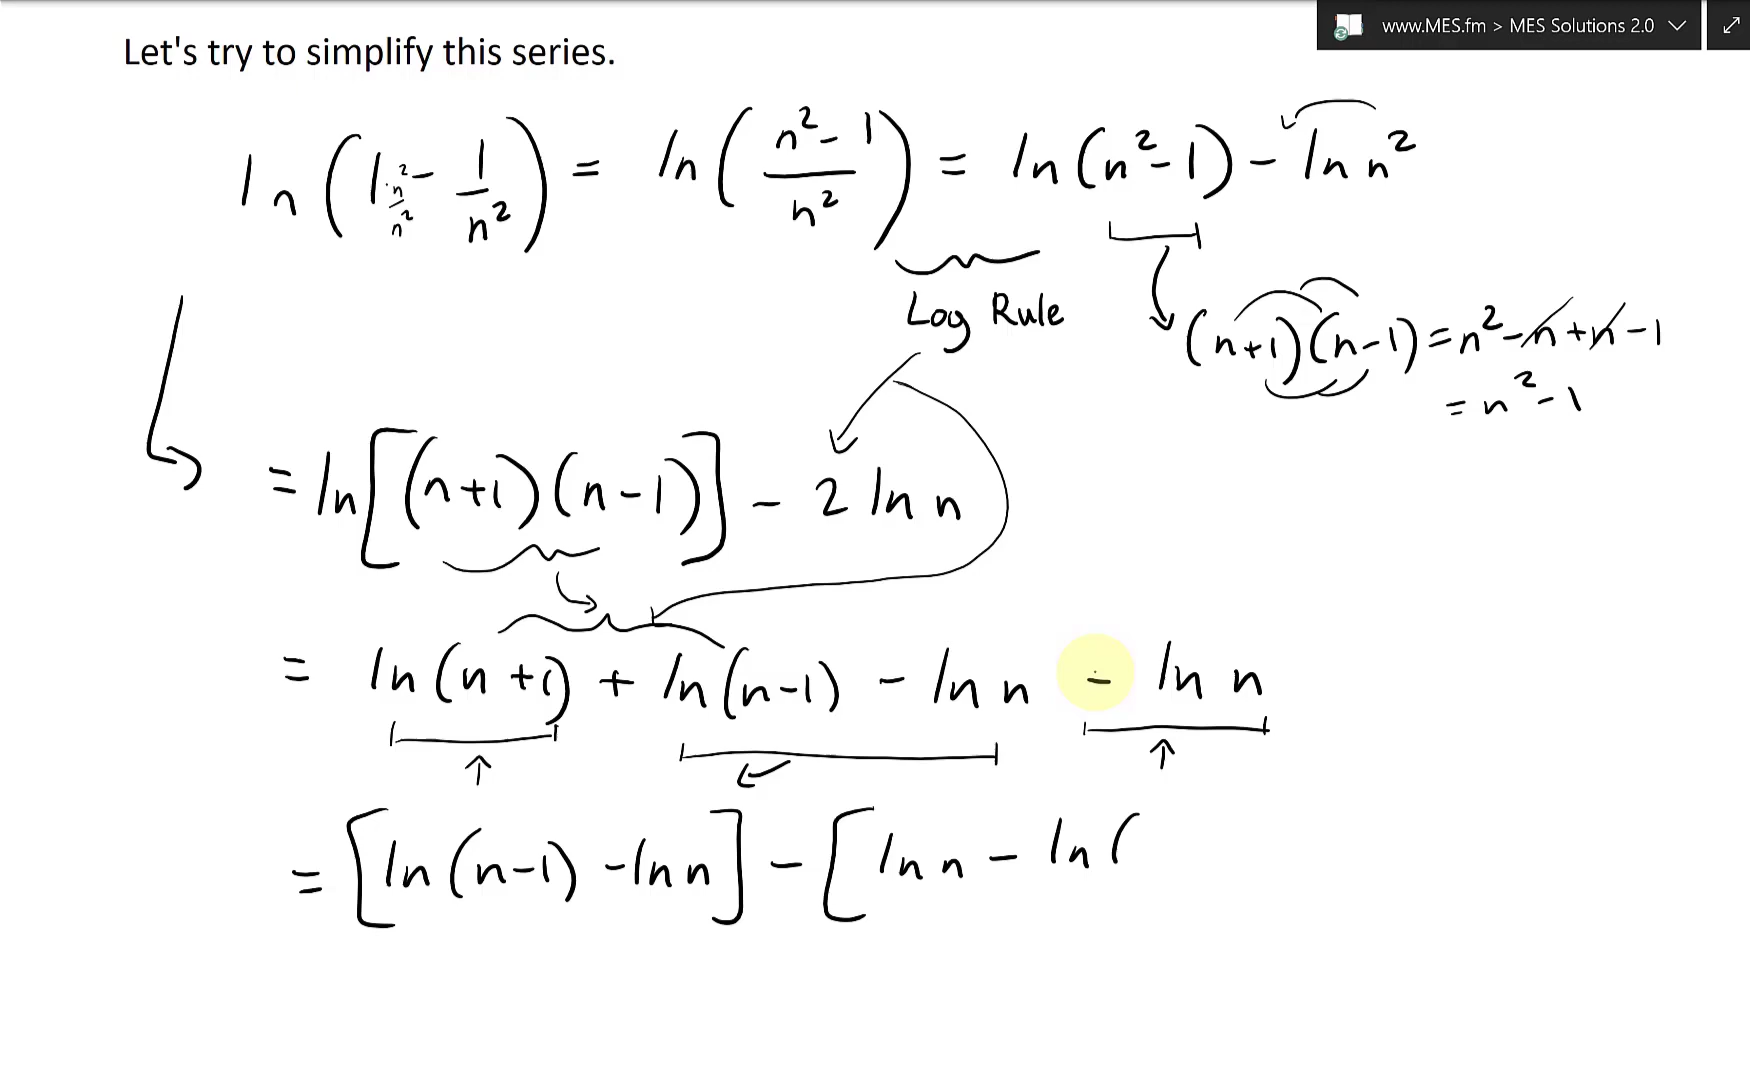 www.MES.fm > MES Solutions 2.0
Let's try to simplify this series.
ln(1 n²/n² - 1/n²) = ln((n² - 1)/n²) = ln(n² - 1) - ln n²
Log Rule
(n+1)(n-1) = n² - n + n - 1
= n² - 1
= ln[(n+1)(n-1)] - 2 ln n
= ln(n+1) + ln(n-1) - ln n - ln n
= [ln(n-1) - ln n] - [ln n - ln(